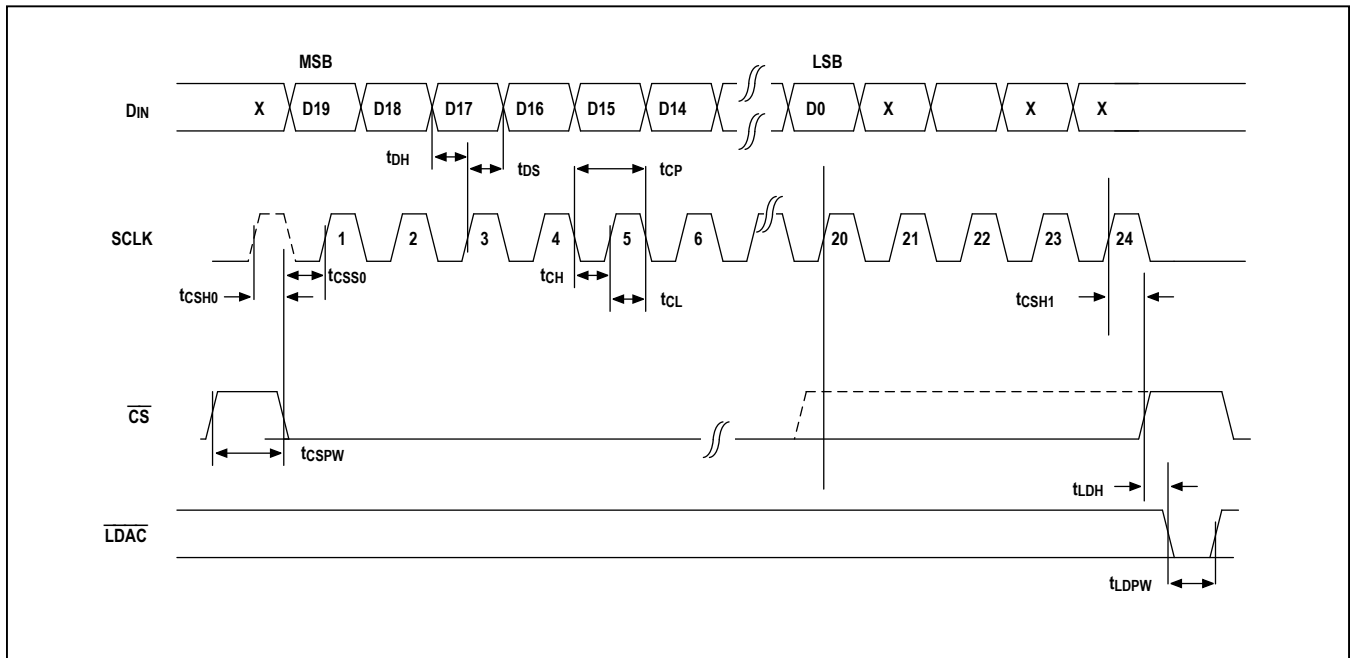 MSB LSB
DIN X D19 D18 D17 D16 D15 D14 D0 X X X
tDH tDS tCP
SCLK 1 2 3 4 5 6 20 21 22 23 24
tCSH0 tCSS0 tCH tCL tCSH1
CS
tCSPW
tLDH
LDAC
tLDPW